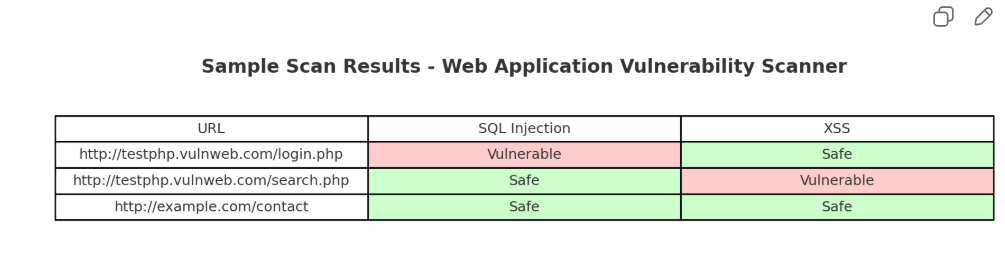 Sample Scan Results - Web Application Vulnerability Scanner
URL SQL Injection XSS
http://testphp.vulnweb.com/login.php Vulnerable Safe
http://testphp.vulnweb.com/search.php Safe Vulnerable
http://example.com/contact Safe Safe